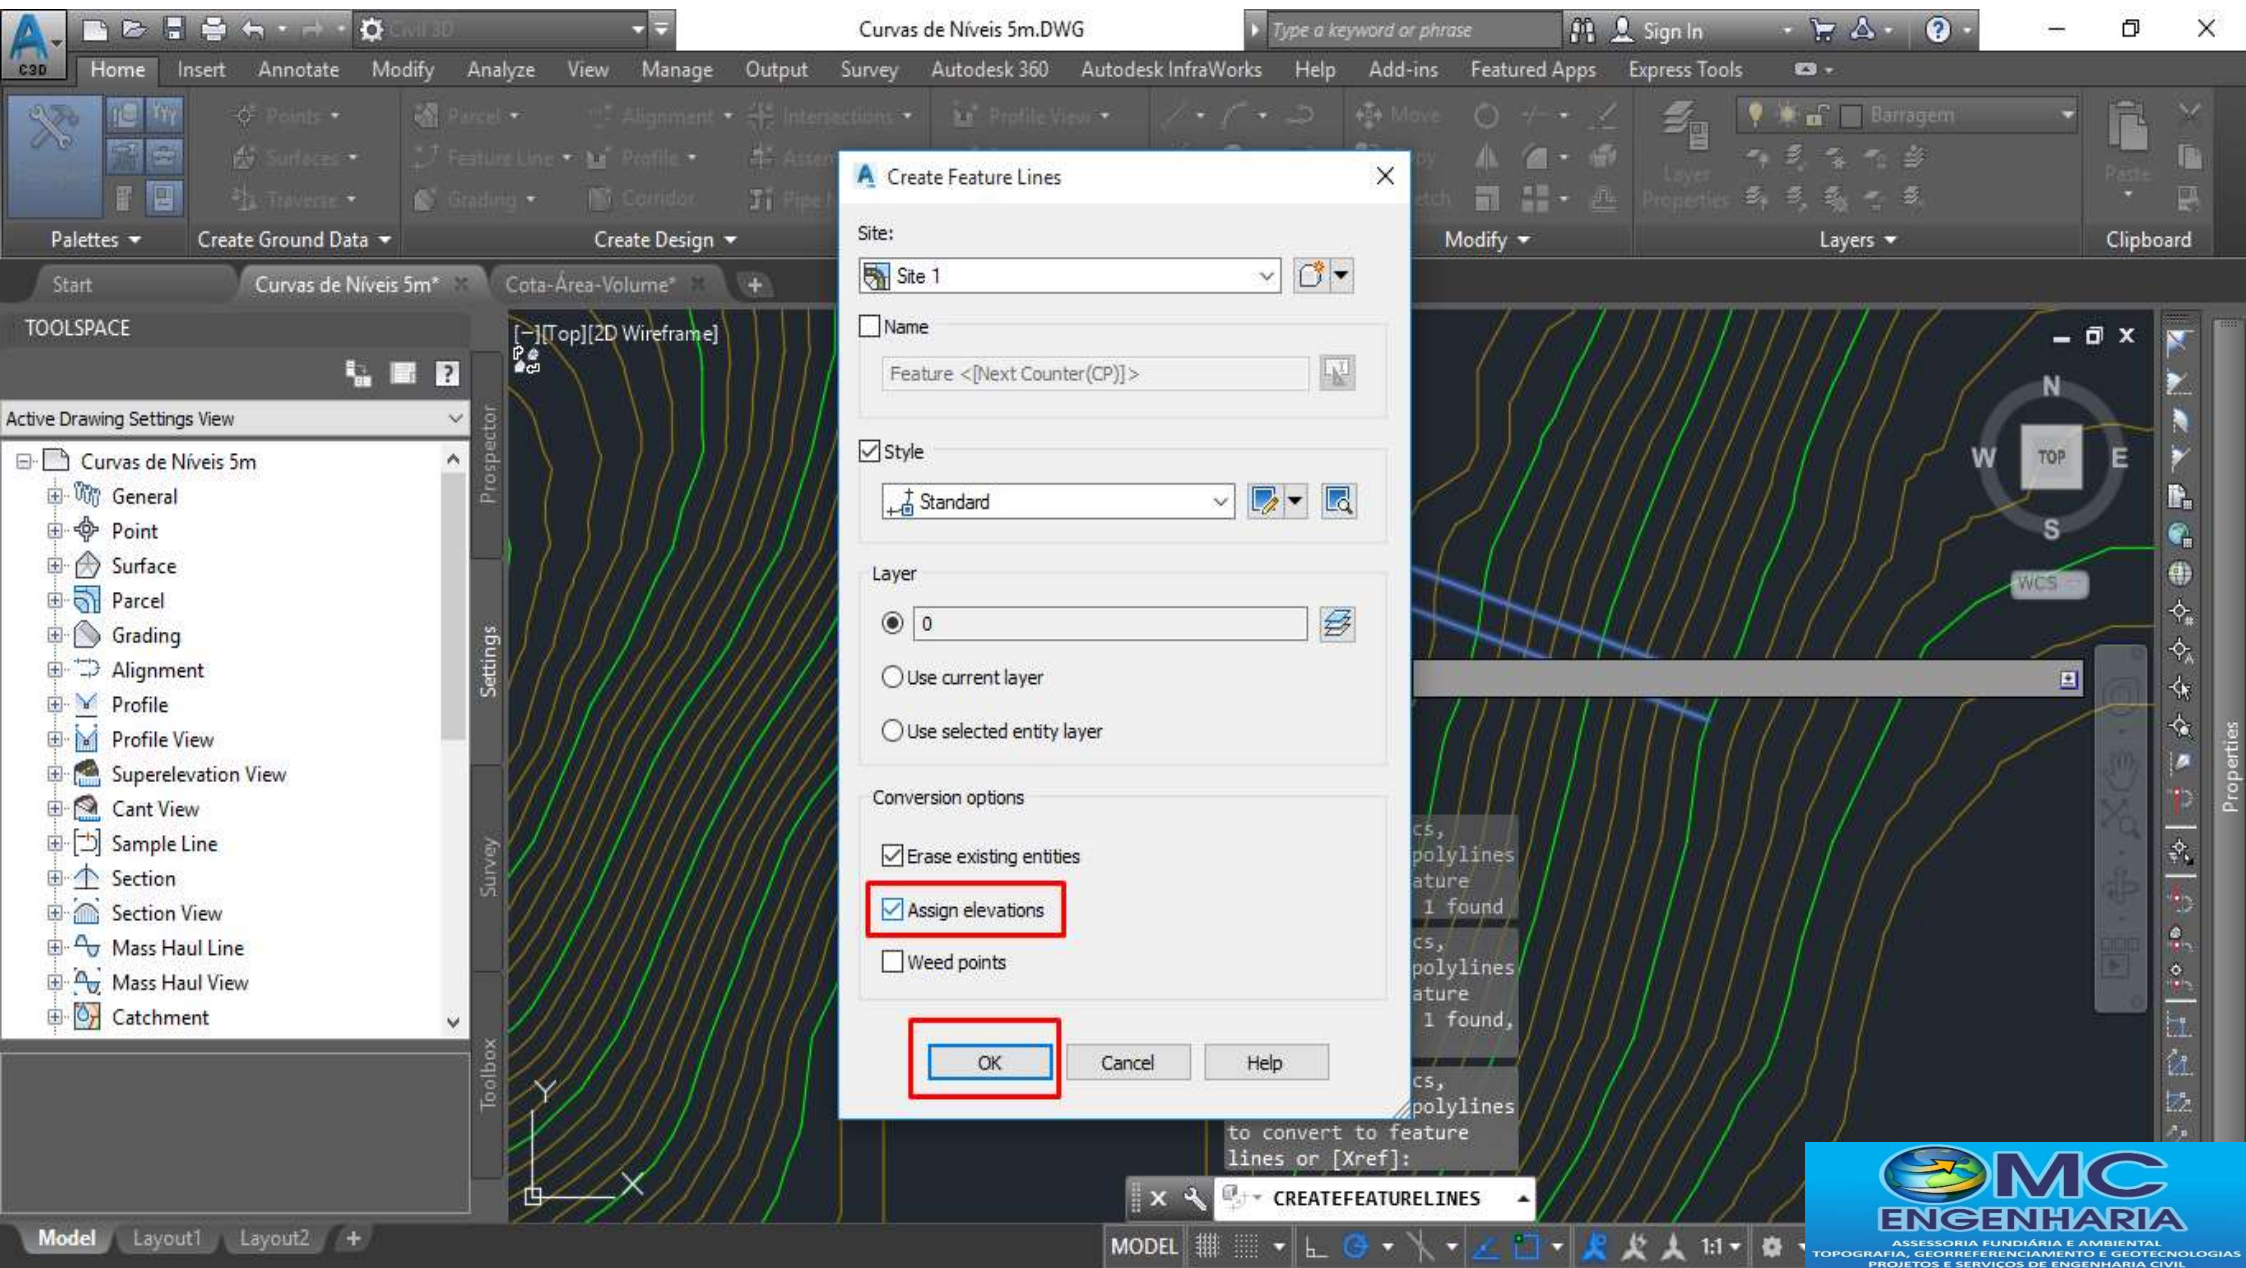 Civil 3D
Curvas de Níveis 5m.DWG
Type a keyword or phrase
Sign In
C3D
Home Insert Annotate Modify Analyze View Manage Output Survey Autodesk 360 Autodesk InfraWorks Help Add-ins Featured Apps Express Tools
Points Parcel Alignment Intersections Profile View Move Barragem
Surfaces Feature Line Profile
Traverse Grading Corridor
Layer
Properties
Paste
Palettes Create Ground Data Create Design Modify Layers Clipboard
Start Curvas de Níveis 5m* Cota-Área-Volume*
TOOLSPACE
Active Drawing Settings View
Curvas de Níveis 5m
General
Point
Surface
Parcel
Grading
Alignment
Profile
Profile View
Superelevation View
Cant View
Sample Line
Section
Section View
Mass Haul Line
Mass Haul View
Catchment
Prospector
Settings
Survey
Toolbox
[−][Top][2D Wireframe]
Create Feature Lines
Site:
Site 1
Name
Feature <[Next Counter(CP)]>
Style
Standard
Layer
0
Use current layer
Use selected entity layer
Conversion options
Erase existing entities
Assign elevations
Weed points
OK Cancel Help
N
W TOP E
S
WCS
Properties
cs,
polylines
ature
1 found
cs,
polylines
ature
1 found,
cs,
polylines
to convert to feature
lines or [Xref]:
CREATEFEATURELINES
Y
X
Model Layout1 Layout2 +
MODEL 1:1
MC
ENGENHARIA
ASSESSORIA FUNDIÁRIA E AMBIENTAL
TOPOGRAFIA, GEORREFERENCIAMENTO E GEOTECNOLOGIAS
PROJETOS E SERVIÇOS DE ENGENHARIA CIVIL